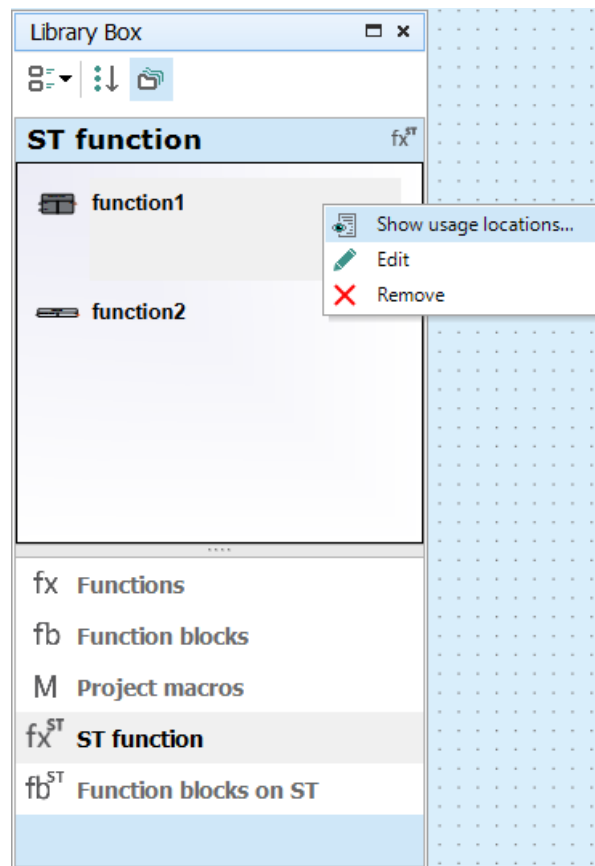 Library Box
ST function fxST
function1
Show usage locations...
Edit
Remove
function2
fx Functions
fb Function blocks
M Project macros
fxST ST function
fbST Function blocks on ST